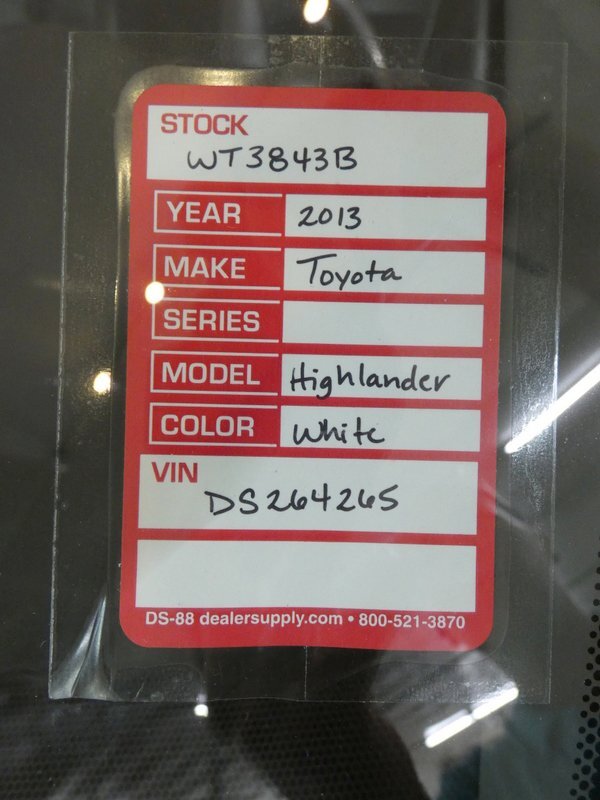 STOCK
WT3843B
YEAR 2013
MAKE Toyota
SERIES
MODEL Highlander
COLOR White
VIN
DS264265
DS-88 dealersupply.com • 800-521-3870